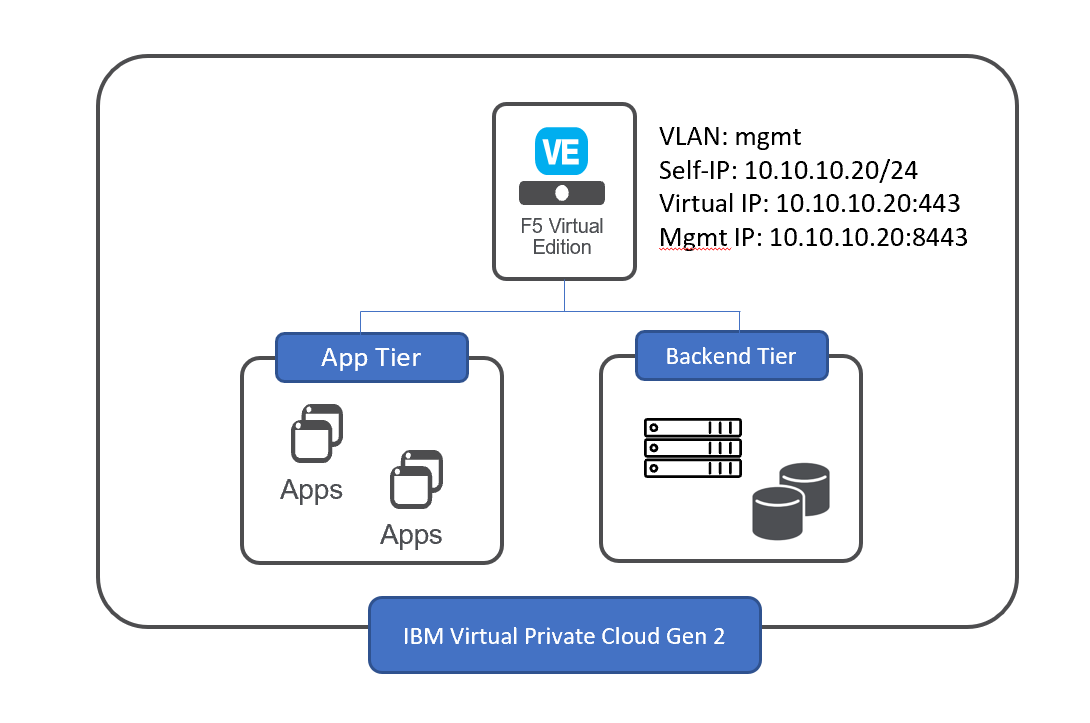 VE
F5 Virtual
Edition
VLAN: mgmt
Self-IP: 10.10.10.20/24
Virtual IP: 10.10.10.20:443
Mgmt IP: 10.10.10.20:8443
App Tier
Backend Tier
Apps
Apps
IBM Virtual Private Cloud Gen 2